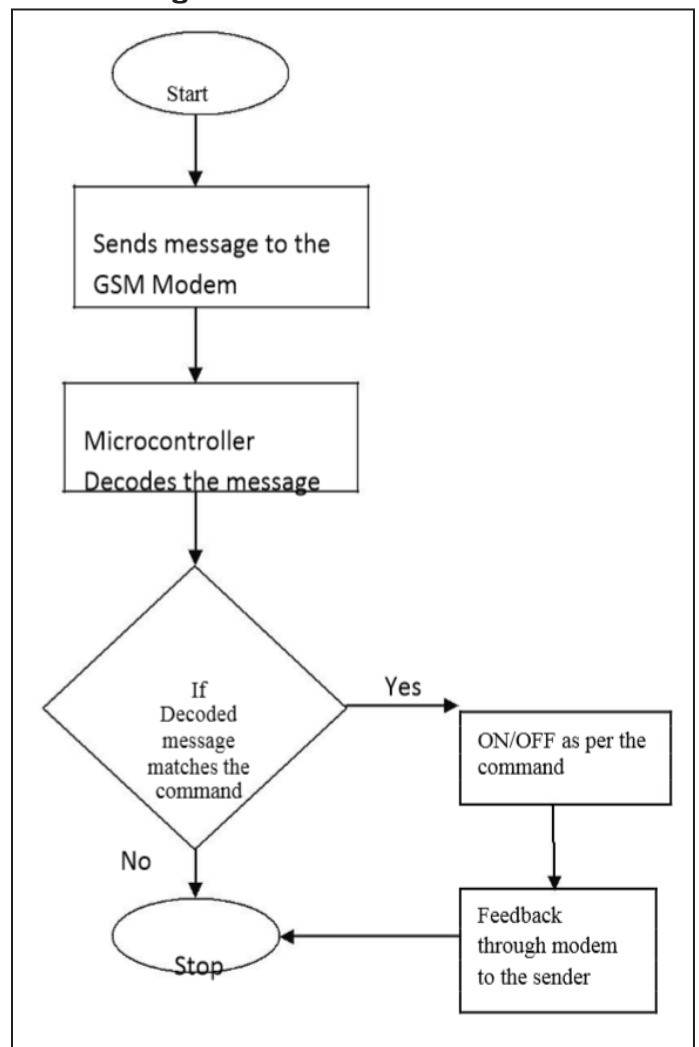 Start
Sends message to the
GSM Modem
Microcontroller
Decodes the message
If
Decoded
message
matches the
command
Yes
ON/OFF as per the
command
No
Feedback
through modem
to the sender
Stop